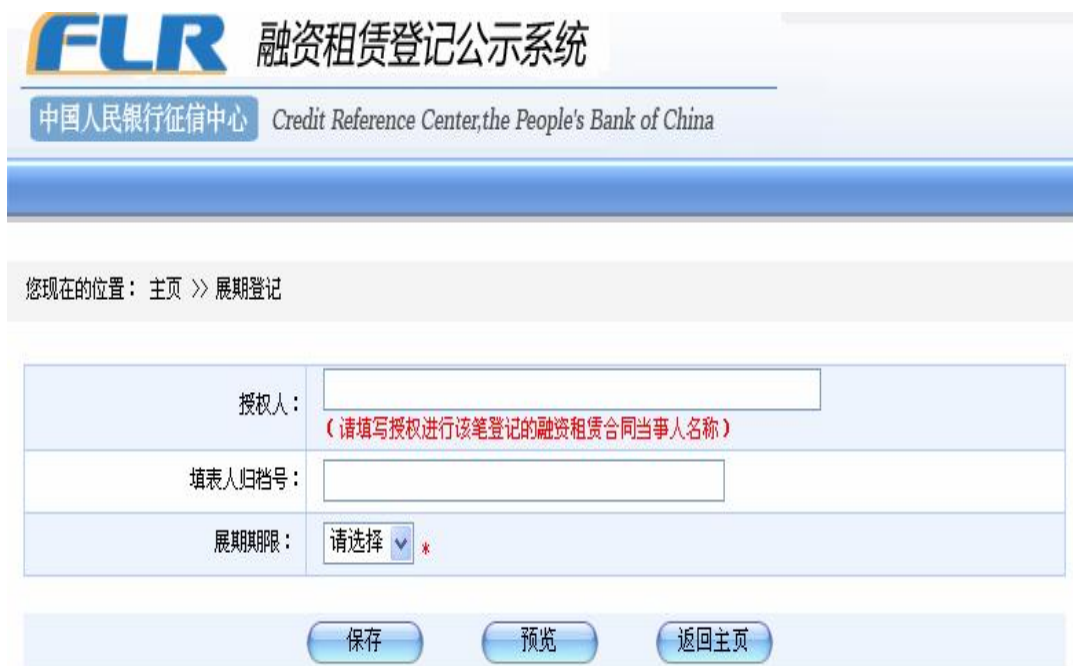 FLR 融资租赁登记公示系统
中国人民银行征信中心 Credit Reference Center,the People's Bank of China
您现在的位置： 主页 >> 展期登记
授权人：
（请填写授权进行该笔登记的融资租赁合同当事人名称）
填表人归档号：
展期期限： 请选择 *
保存 预览 返回主页